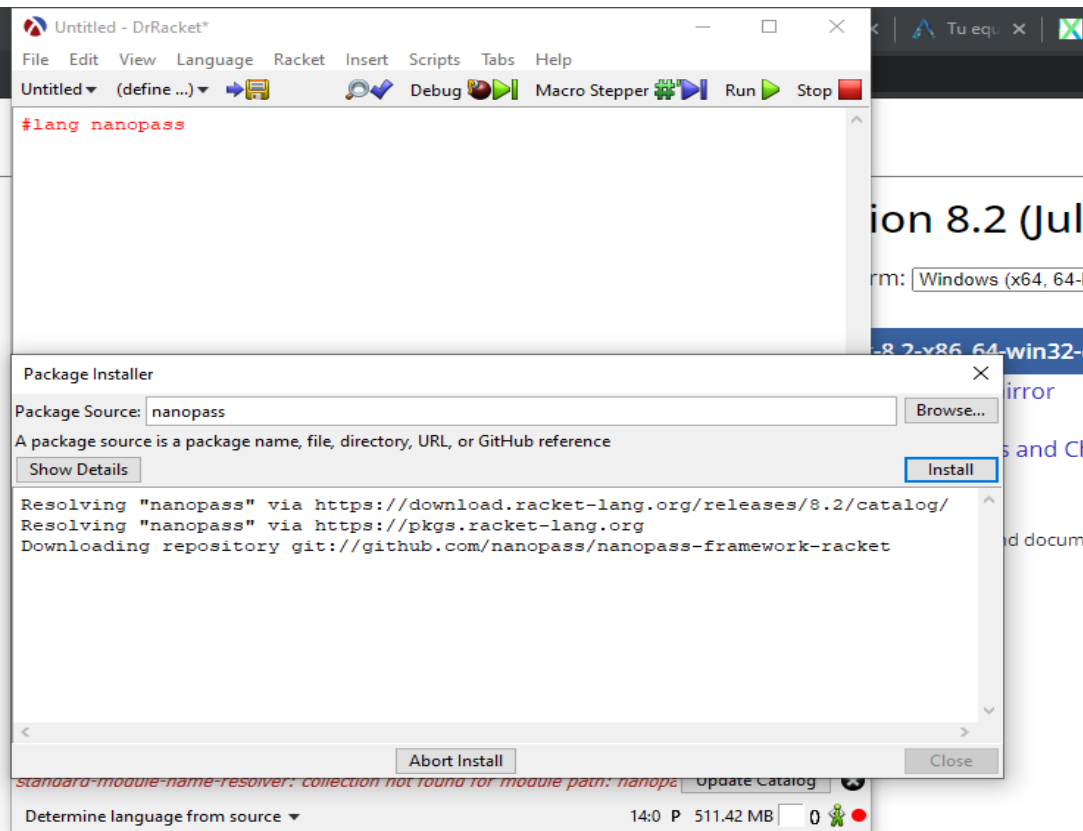 Untitled - DrRacket*
Tu equ
File Edit View Language Racket Insert Scripts Tabs Help
Untitled (define ...) Debug Macro Stepper Run Stop
#lang nanopass
ion 8.2 (Jul
rm: Windows (x64, 64-
-8.2-x86_64-win32-
Package Installer
irror
Package Source: nanopass Browse...
A package source is a package name, file, directory, URL, or GitHub reference
s and Ch
Show Details Install
Resolving "nanopass" via https://download.racket-lang.org/releases/8.2/catalog/
Resolving "nanopass" via https://pkgs.racket-lang.org
Downloading repository git://github.com/nanopass/nanopass-framework-racket
nd docum
Abort Install Close
standard-module-name-resolver: collection not found for module path: nanopa Update Catalog
Determine language from source 14:0 P 511.42 MB 0